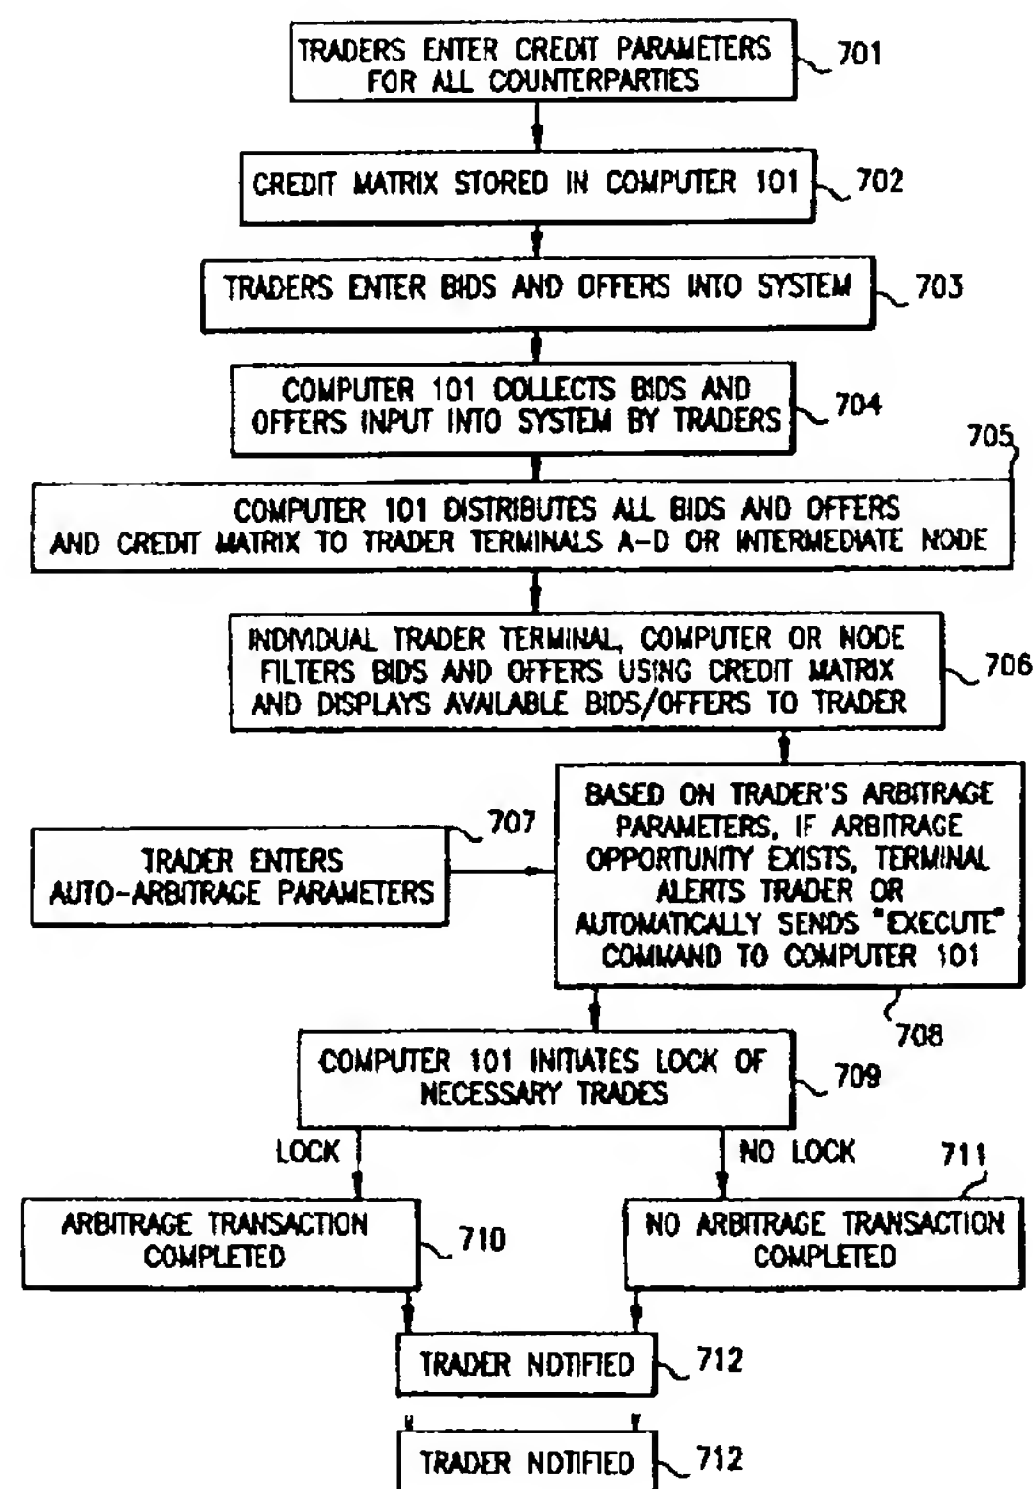 TRADERS ENTER CREDIT PARAMETERS
FOR ALL COUNTERPARTIES
701
CREDIT MATRIX STORED IN COMPUTER 101
702
TRADERS ENTER BIDS AND OFFERS INTO SYSTEM
703
COMPUTER 101 COLLECTS BIDS AND
OFFERS INPUT INTO SYSTEM BY TRADERS
704
705
COMPUTER 101 DISTRIBUTES ALL BIDS AND OFFERS
AND CREDIT MATRIX TO TRADER TERMINALS A-D OR INTERMEDIATE NODE
INDIVIDUAL TRADER TERMINAL, COMPUTER OR NODE
FILTERS BIDS AND OFFERS USING CREDIT MATRIX
AND DISPLAYS AVAILABLE BIDS/OFFERS TO TRADER
706
707
TRADER ENTERS
AUTO-ARBITRAGE PARAMETERS
BASED ON TRADER'S ARBITRAGE
PARAMETERS, IF ARBITRAGE
OPPORTUNITY EXISTS, TERMINAL
ALERTS TRADER OR
AUTOMATICALLY SENDS "EXECUTE"
COMMAND TO COMPUTER 101
708
COMPUTER 101 INITIATES LOCK OF
NECESSARY TRADES
709
LOCK
NO LOCK
711
ARBITRAGE TRANSACTION
COMPLETED
710
NO ARBITRAGE TRANSACTION
COMPLETED
TRADER NOTIFIED
712
TRADER NOTIFIED
712